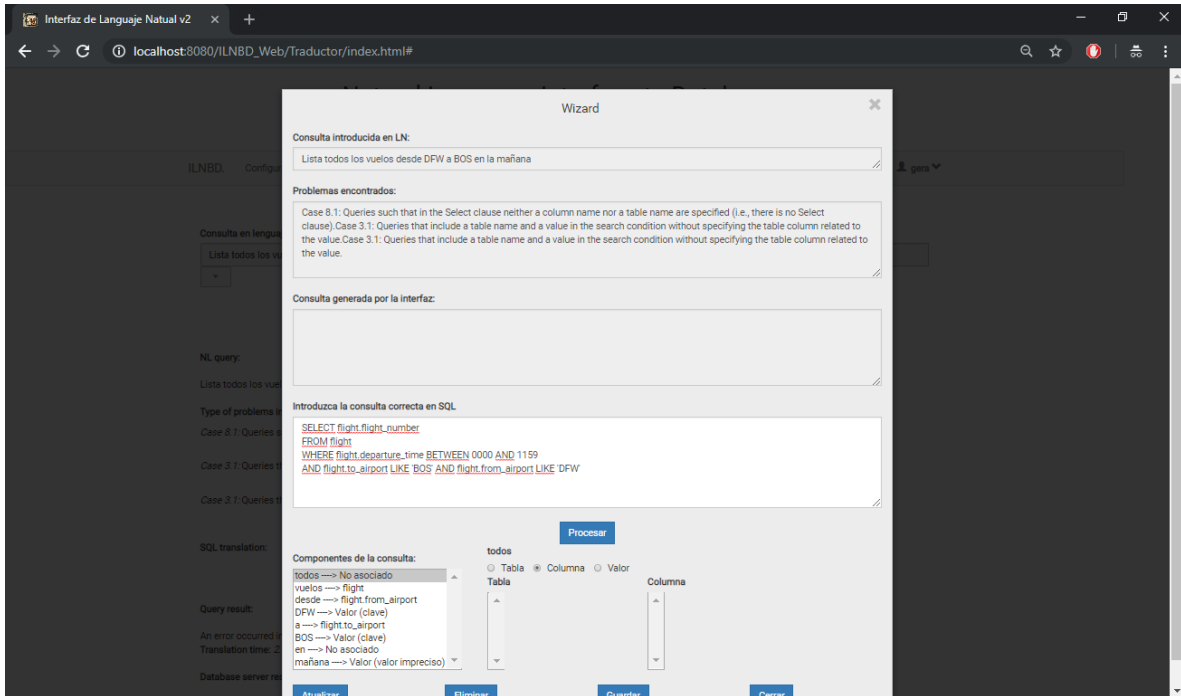 Interfaz de Languaje Natual v2
localhost:8080/ILNBD_Web/Traductor/index.html#
Wizard
ILNBD.
gera
Consulta introducida en LN:
Lista todos los vuelos desde DFW a BOS en la mañana
Problemas encontrados:
Case 8.1: Queries such that in the Select clause neither a column name nor a table name are specified (i.e., there is no Select
clause).Case 3.1: Queries that include a table name and a value in the search condition without specifying the table column related to
the value.Case 3.1: Queries that include a table name and a value in the search condition without specifying the table column related to
the value.
Consulta generada por la interfaz:
Introduzca la consulta correcta en SQL
SELECT flight.flight_number
FROM flight
WHERE flight.departure_time BETWEEN 0000 AND 1159
AND flight.to_airport LIKE 'BOS' AND flight.from_airport LIKE 'DFW'
Procesar
Componentes de la consulta:
todos ----> No asociado
vuelos ----> flight
desde ----> flight.from_airport
DFW ----> Valor (clave)
a ----> flight.to_airport
BOS ----> Valor (clave)
en ----> No asociado
mañana ----> Valor (valor impreciso)
todos
Tabla Columna Valor
Tabla Columna
Atualizar Eliminar Guardar Cerrar
Consulta en
Lista todos los
NL query:
Lista todos los
Type of problems
Case 8.1: Queries
Case 3.1: Queries
Case 3.1: Queries
SQL translation:
Query result:
An error occurred
Translation time:
Database server